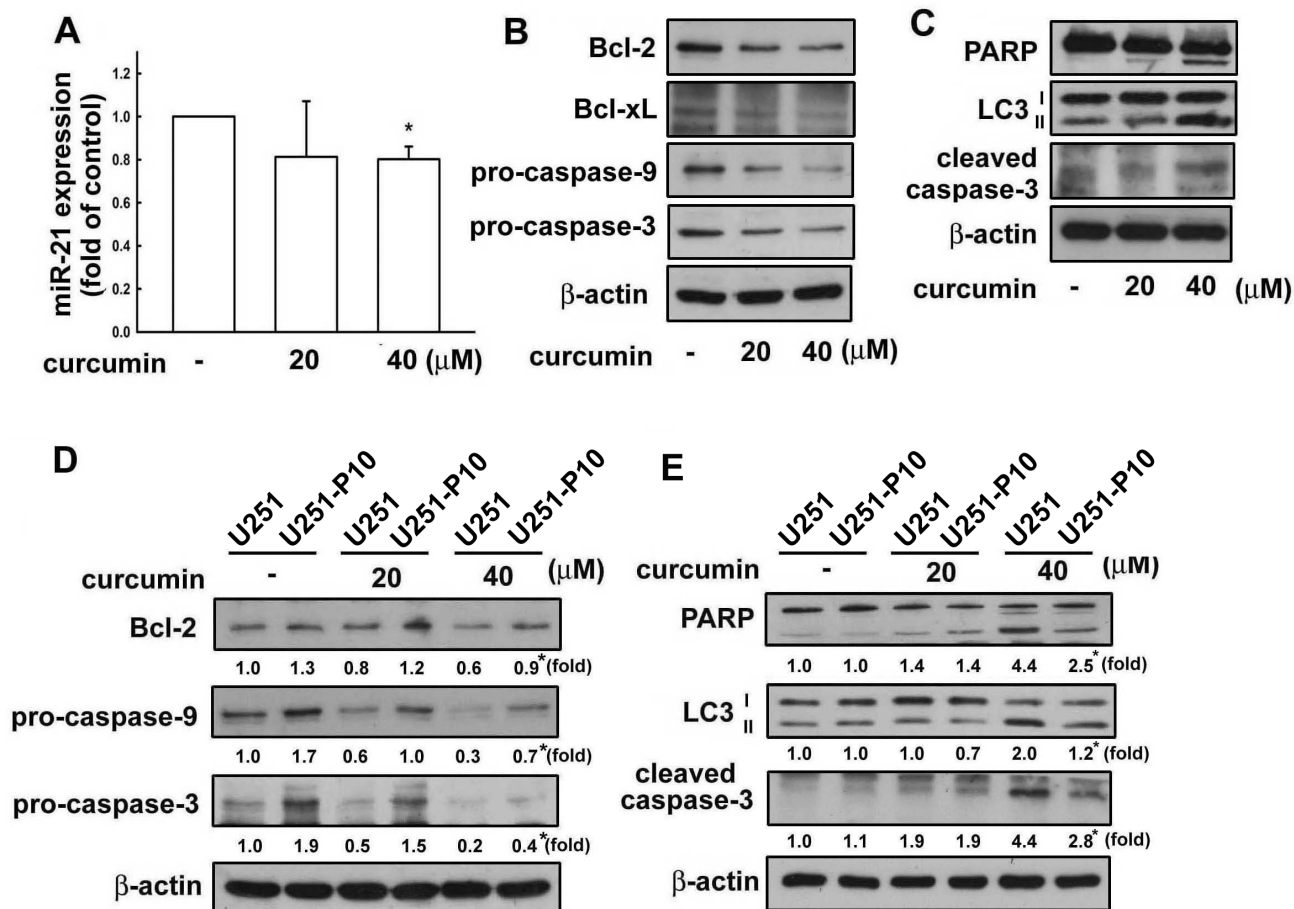 A
miR-21 expression
(fold of control)
1.2
1.0
0.8
0.6
0.4
0.2
0.0
*
curcumin - 20 40 (μM)
B
Bcl-2
Bcl-xL
pro-caspase-9
pro-caspase-3
β-actin
curcumin - 20 40 (μM)
C
PARP
LC3 I
II
cleaved
caspase-3
β-actin
curcumin - 20 40 (μM)
D
U251 U251-P10 U251 U251-P10 U251 U251-P10
curcumin - 20 40 (μM)
Bcl-2
1.0 1.3 0.8 1.2 0.6 0.9* (fold)
pro-caspase-9
1.0 1.7 0.6 1.0 0.3 0.7* (fold)
pro-caspase-3
1.0 1.9 0.5 1.5 0.2 0.4* (fold)
β-actin
E
U251 U251-P10 U251 U251-P10 U251 U251-P10
curcumin - 20 40 (μM)
PARP
1.0 1.0 1.4 1.4 4.4 2.5* (fold)
LC3 I
II
1.0 1.0 1.0 0.7 2.0 1.2* (fold)
cleaved
caspase-3
1.0 1.1 1.9 1.9 4.4 2.8* (fold)
β-actin